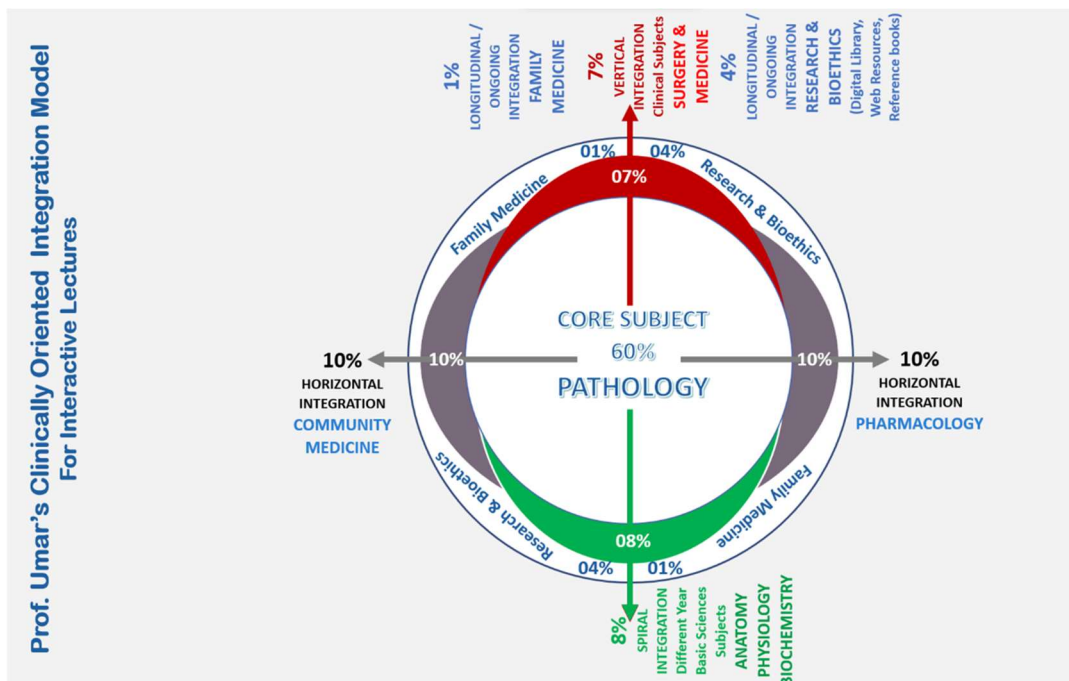 Prof. Umar's Clinically Oriented Integration Model
For Interactive Lectures
1%
LONGITUDINAL /
ONGOING
INTEGRATION
FAMILY
MEDICINE
7%
VERTICAL
INTEGRATION
Clinical Subjects
SURGERY &
MEDICINE
4%
LONGITUDINAL /
ONGOING
INTEGRATION
RESEARCH &
BIOETHICS
(Digital Library,
Web Resources,
Reference books)
01%
04%
07%
Family Medicine
Research & Bioethics
CORE SUBJECT
60%
PATHOLOGY
10%
HORIZONTAL
INTEGRATION
COMMUNITY
MEDICINE
10%
10%
10%
HORIZONTAL
INTEGRATION
PHARMACOLOGY
Research & Bioethics
Family Medicine
08%
04%
01%
8%
SPIRAL
INTEGRATION
Different Year
Basic Sciences
Subjects
ANATOMY
PHYSIOLOGY
BIOCHEMISTRY